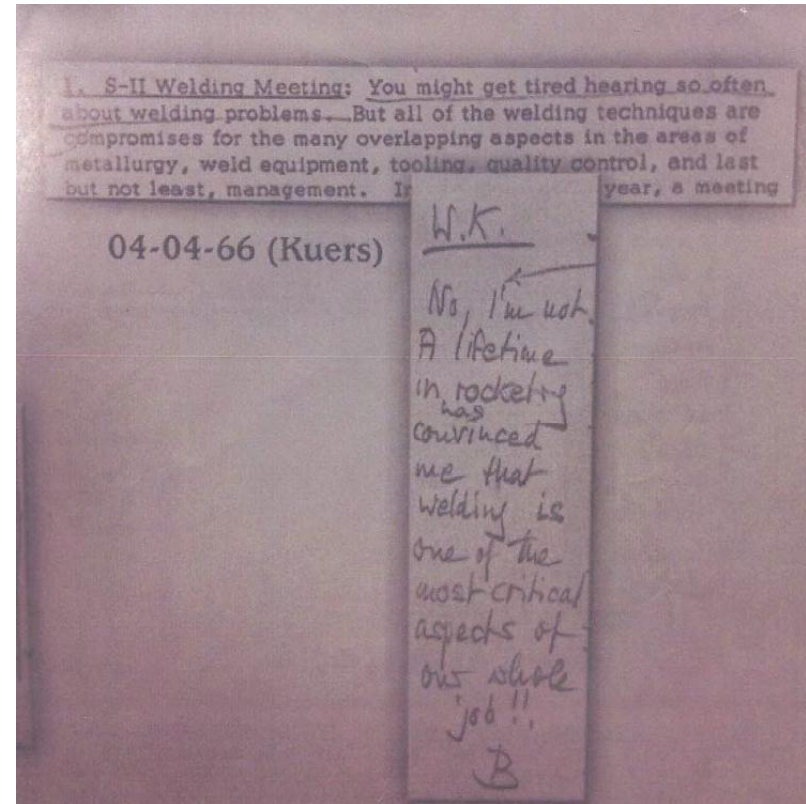 1. S-II Welding Meeting: You might get tired hearing so often
about welding problems. But all of the welding techniques are
compromises for the many overlapping aspects in the areas of
metallurgy, weld equipment, tooling, quality control, and last
but not least, management. year, a meeting
04-04-66 (Kuers)
W.K.
No, I'm not.
A lifetime
in rocketry
has
convinced
me that
welding is
one of the
most critical
aspects of
our whole
job!!
B